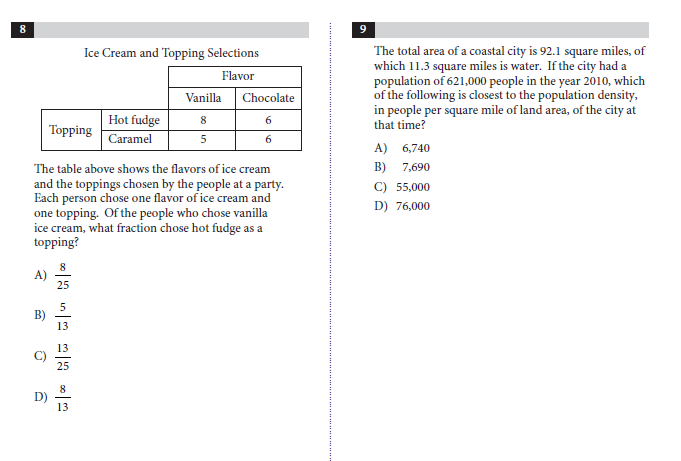 8
Ice Cream and Topping Selections
Flavor
Vanilla Chocolate
Topping
Hot fudge 8 6
Caramel 5 6
The table above shows the flavors of ice cream
and the toppings chosen by the people at a party.
Each person chose one flavor of ice cream and
one topping. Of the people who chose vanilla
ice cream, what fraction chose hot fudge as a
topping?
A) 8/25
B) 5/13
C) 13/25
D) 8/13
9
The total area of a coastal city is 92.1 square miles, of
which 11.3 square miles is water. If the city had a
population of 621,000 people in the year 2010, which
of the following is closest to the population density,
in people per square mile of land area, of the city at
that time?
A) 6,740
B) 7,690
C) 55,000
D) 76,000